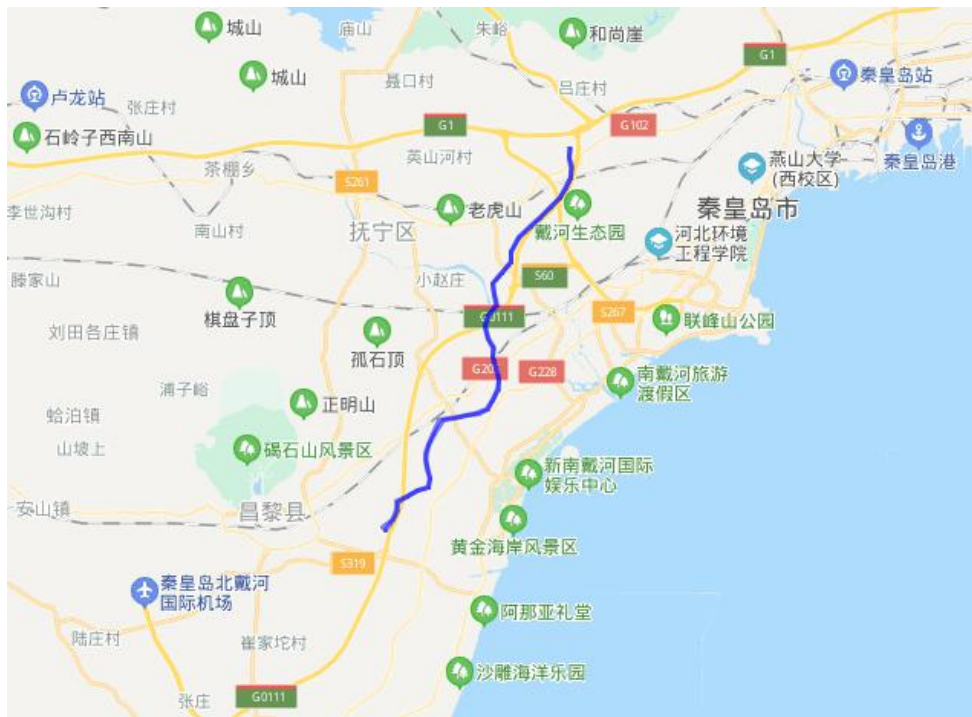 城山
庙山
朱峪
和尚崖
G1
城山
聂口村
吕庄村
秦皇岛站
卢龙站
张庄村
石岭子西南山
G1
G102
秦皇岛港
英山河村
燕山大学
(西校区)
茶棚乡
S261
李世沟村
南山村
老虎山
秦皇岛市
抚宁区
戴河生态园
河北环境
工程学院
滕家山
小赵庄
S60
棋盘子顶
G0111
S267
联峰山公园
刘田各庄镇
孤石顶
G20
G228
南戴河旅游
渡假区
浦子峪
正明山
蛤泊镇
山坡上
碣石山风景区
新南戴河国际
娱乐中心
安山镇
昌黎县
黄金海岸风景区
S319
秦皇岛北戴河
国际机场
阿那亚礼堂
陆庄村
崔家坨村
沙雕海洋乐园
张庄
G0111